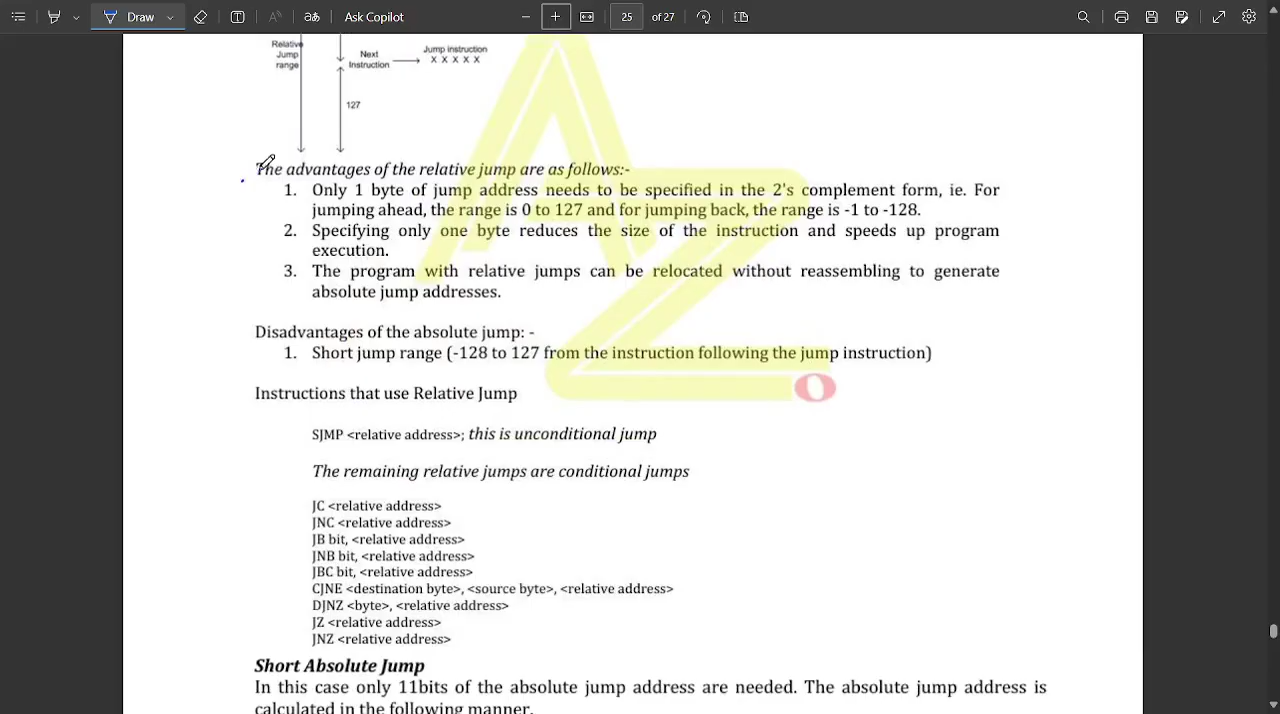 Draw
Ask Copilot
25
of 27
Relative
Jump
range
Next
Instruction
Jump instruction
X X X X X
127
The advantages of the relative jump are as follows:-
1. Only 1 byte of jump address needs to be specified in the 2's complement form, ie. For
jumping ahead, the range is 0 to 127 and for jumping back, the range is -1 to -128.
2. Specifying only one byte reduces the size of the instruction and speeds up program
execution.
3. The program with relative jumps can be relocated without reassembling to generate
absolute jump addresses.
Disadvantages of the absolute jump: -
1. Short jump range (-128 to 127 from the instruction following the jump instruction)
Instructions that use Relative Jump
SJMP <relative address>; this is unconditional jump
The remaining relative jumps are conditional jumps
JC <relative address>
JNC <relative address>
JB bit, <relative address>
JNB bit, <relative address>
JBC bit, <relative address>
CJNE <destination byte>, <source byte>, <relative address>
DJNZ <byte>, <relative address>
JZ <relative address>
JNZ <relative address>
Short Absolute Jump
In this case only 11bits of the absolute jump address are needed. The absolute jump address is
calculated in the following manner.